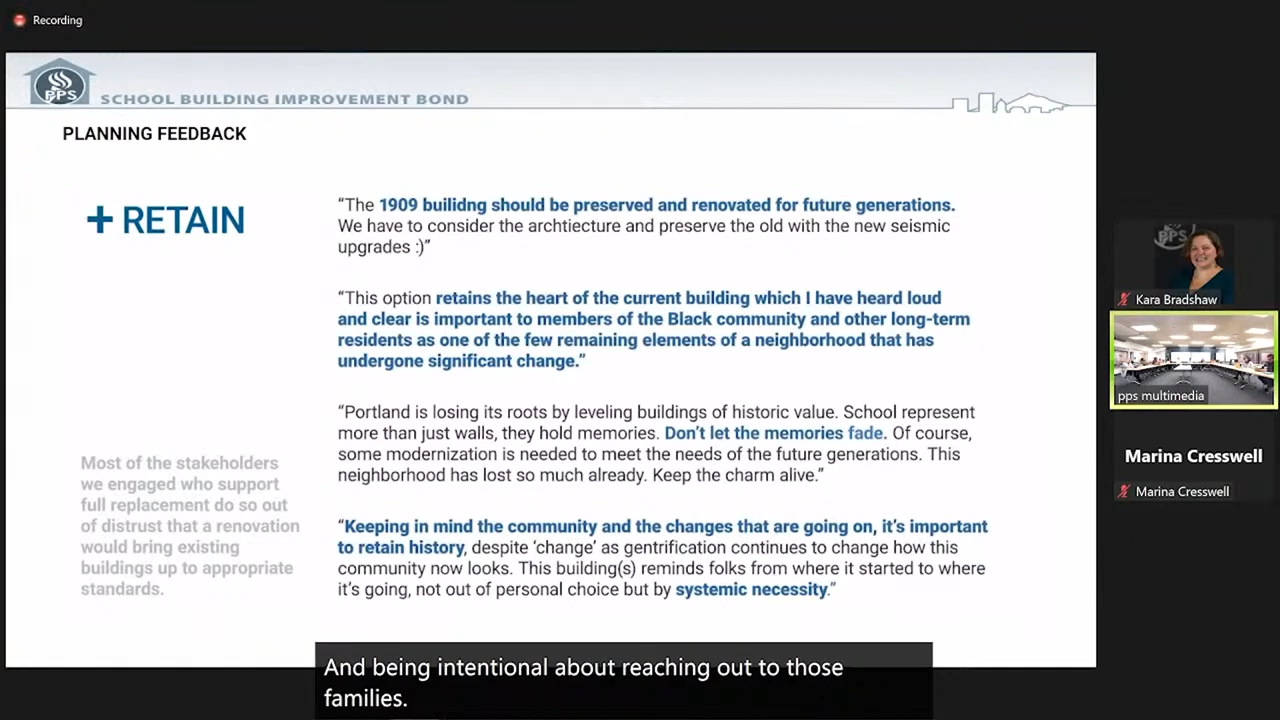 Recording
PPS
SCHOOL BUILDING IMPROVEMENT BOND
PLANNING FEEDBACK
+ RETAIN
“The 1909 builidng should be preserved and renovated for future generations.
We have to consider the archtiecture and preserve the old with the new seismic
upgrades :)”
“This option retains the heart of the current building which I have heard loud
and clear is important to members of the Black community and other long-term
residents as one of the few remaining elements of a neighborhood that has
undergone significant change.”
“Portland is losing its roots by leveling buildings of historic value. School represent
more than just walls, they hold memories. Don’t let the memories fade. Of course,
some modernization is needed to meet the needs of the future generations. This
neighborhood has lost so much already. Keep the charm alive.”
“Keeping in mind the community and the changes that are going on, it’s important
to retain history, despite ‘change’ as gentrification continues to change how this
community now looks. This building(s) reminds folks from where it started to where
it’s going, not out of personal choice but by systemic necessity.”
Most of the stakeholders
we engaged who support
full replacement do so out
of distrust that a renovation
would bring existing
buildings up to appropriate
standards.
And being intentional about reaching out to those
families.
PPS
Kara Bradshaw
pps multimedia
Marina Cresswell
Marina Cresswell